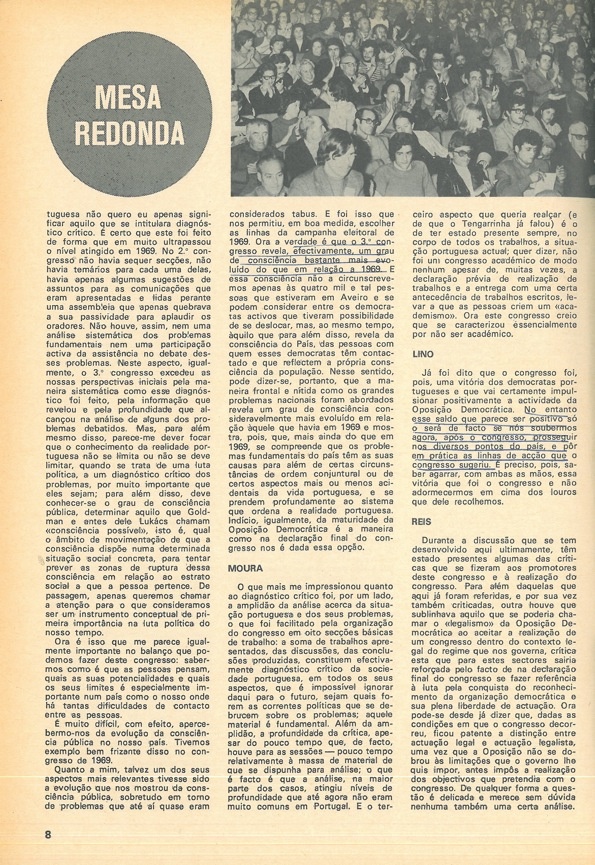 MESA
REDONDA
tuguesa não quero eu apenas signi-
ficar aquilo que se intitulara diagnós-
tico crítico. É certo que este foi feito
de forma que em muito ultrapassou
o nível atingido em 1969. No 2.º con-
gresso não havia sequer secções, não
havia temários para cada uma delas,
havia apenas algumas sugestões de
assuntos para as comunicações que
eram apresentadas e lidas perante
uma assembleia que apenas quebrava
a sua passividade para aplaudir os
oradores. Não houve, assim, nem uma
análise sistemática dos problemas
fundamentais nem uma participação
activa da assistência no debate des-
ses problemas. Neste aspecto, igual-
mente, o 3.º congresso excedeu as
nossas perspectivas iniciais pela ma-
neira sistemática como esse diagnós-
tico foi feito, pela informação que
revelou e pela profundidade que al-
cançou na análise de alguns dos pro-
blemas debatidos. Mas, para além
mesmo disso, parece-me dever focar
que o conhecimento da realidade por-
tuguesa não se limita ou não se deve
limitar, quando se trata de uma luta
política, a um diagnóstico crítico dos
problemas, por muito importante que
eles sejam; para além disso, deve
conhecer-se o grau de consciência
pública, determinar aquilo que Gold-
man e antes dele Lukács chamam
«consciência possível», isto é, qual
o âmbito de movimentação de que a
consciência dispõe numa determinada
situação social concreta, para tentar
prever as zonas de ruptura dessa
consciência em relação ao estrato
social a que a pessoa pertence. De
passagem, apenas queremos chamar
a atenção para o que consideramos
ser um instrumento conceptual de pri-
meira importância na luta política do
nosso tempo.
Ora é isso que me parece igual-
mente importante no balanço que po-
demos fazer deste congresso: saber-
mos como é que as pessoas pensam,
quais as suas potencialidades e quais
os seus limites é especialmente im-
portante num país como o nosso onde
há tantas dificuldades de contacto
entre as pessoas.
É muito difícil, com efeito, aperce-
bermo-nos da evolução da consciên-
cia pública no nosso país. Tivemos
exemplo bem frizante disso no con-
gresso de 1969.
Quanto a mim, talvez um dos seus
aspectos mais relevantes tivesse sido
a evolução que nos mostrou da cons-
ciência pública, sobretudo em torno
de problemas que até aí quase eram
considerados tabus. E foi isso que
nos permitiu, em boa medida, escolher
as linhas da campanha eleitoral de
1969. Ora a verdade é que o 3.º con-
gresso revela, efectivamente, um grau
de consciência bastante mais evo-
luído do que em relação a 1969. E
essa consciência não a circunscreve-
mos apenas às quatro mil e tal pes-
soas que estiveram em Aveiro e se
podem considerar entre os democra-
tas activos que tiveram possibilidade
de se deslocar, mas, ao mesmo tempo,
àquilo que para além disso, revela da
consciência do País, das pessoas com
quem esses democratas têm contac-
tado e que reflectem a própria cons-
ciência da população. Nesse sentido,
pode dizer-se, portanto, que a ma-
neira frontal e nítida como os grandes
problemas nacionais foram abordados
revela um grau de consciência con-
sideravelmente mais evoluído em rela-
ção àquele que havia em 1969 e mos-
tra, pois, que, mais ainda do que em
1969, se compreende que os proble-
mas fundamentais do país têm as suas
causas para além de certas circuns-
tâncias de ordem conjuntural ou de
certos aspectos mais ou menos aci-
dentais da vida portuguesa, e se
prendem profundamente ao sistema
que ordena a realidade portuguesa.
Indício, igualmente, da maturidade da
Oposição Democrática é a maneira
como na declaração final do con-
gresso nos é dada essa opção.
MOURA
O que mais me impressionou quanto
ao diagnóstico crítico foi, por um lado,
a amplidão da análise acerca da situa-
ção portuguesa e dos seus problemas,
o que foi facilitado pela organização
do congresso em oito secções básicas
de trabalho: a soma de trabalhos apre-
sentados, das discussões, das conclu-
sões produzidas, constituem efectiva-
mente diagnóstico crítico da sociedade
portuguesa, em todos os seus
aspectos, que é impossível ignorar
daqui para o futuro, sejam quais fo-
rem as correntes políticas que se de-
brucem sobre os problemas; aquele
material é fundamental. Além da am-
plidão, a profundidade da crítica, ape-
sar do pouco tempo que, de facto,
houve para as sessões — pouco tempo
relativamente à massa de material de
que se dispunha para análise; o que
é facto é que a análise, na maior
parte dos casos, atingiu níveis de
profundidade que até agora não eram
muito comuns em Portugal. E o ter-
ceiro aspecto que queria realçar (e
de que o Tengarrinha já falou) é o
de ter estado presente sempre, no
corpo de todos os trabalhos, a situa-
ção portuguesa actual; quer dizer, não
foi um congresso académico de modo
nenhum apesar de, muitas vezes, a
declaração prévia de realização de
trabalhos e a entrega com uma certa
antecedência de trabalhos escritos, le-
var a que as pessoas criem um «aca-
demismo». Ora este congresso creio
que se caracterizou essencialmente
por não ser académico.
LINO
Já foi dito que o congresso foi,
pois, uma vitória dos democratas por-
tugueses e que vai certamente impul-
sionar positivamente a actividade da
Oposição Democrática. No entanto
esse saldo que parece ser positivo só
o será de facto se nós soubermos
agora, após o congresso, prosseguir
nos diversos pontos do país, e pôr
em prática as linhas de acção que o
congresso sugeriu. É preciso, pois, sa-
ber agarrar, com ambas as mãos, essa
vitória que foi o congresso e não
adormecermos em cima dos louros
que dele recolhemos.
REIS
Durante a discussão que se tem
desenvolvido aqui ultimamente, têm
estado presentes algumas das críti-
cas que se fizeram aos promotores
deste congresso e à realização do
congresso. Para além daquelas que
aqui já foram referidas, e por sua vez
também criticadas, outra houve que
sublinhava aquilo que se poderia cha-
mar o «legalismo» da Oposição De-
mocrática ao aceitar a realização de
um congresso dentro do contexto le-
gal do regime que nos governa, crítica
esta que para estes sectores sairia
reforçada pelo facto de na declaração
final do congresso se fazer referência
à luta pela conquista do reconheci-
mento da organização democrática e
sua plena liberdade de actuação. Ora
pode-se desde já dizer que, dadas as
condições em que o congresso decor-
reu, ficou patente a distinção entre
actuação legal e actuação legalista,
uma vez que a Oposição não se do-
brou às limitações que o governo lhe
quis impor, antes impôs a realização
dos objectivos que pretendia com o
congresso. De qualquer forma a ques-
tão é delicada e merece sem dúvida
nenhuma também uma certa análise.
8